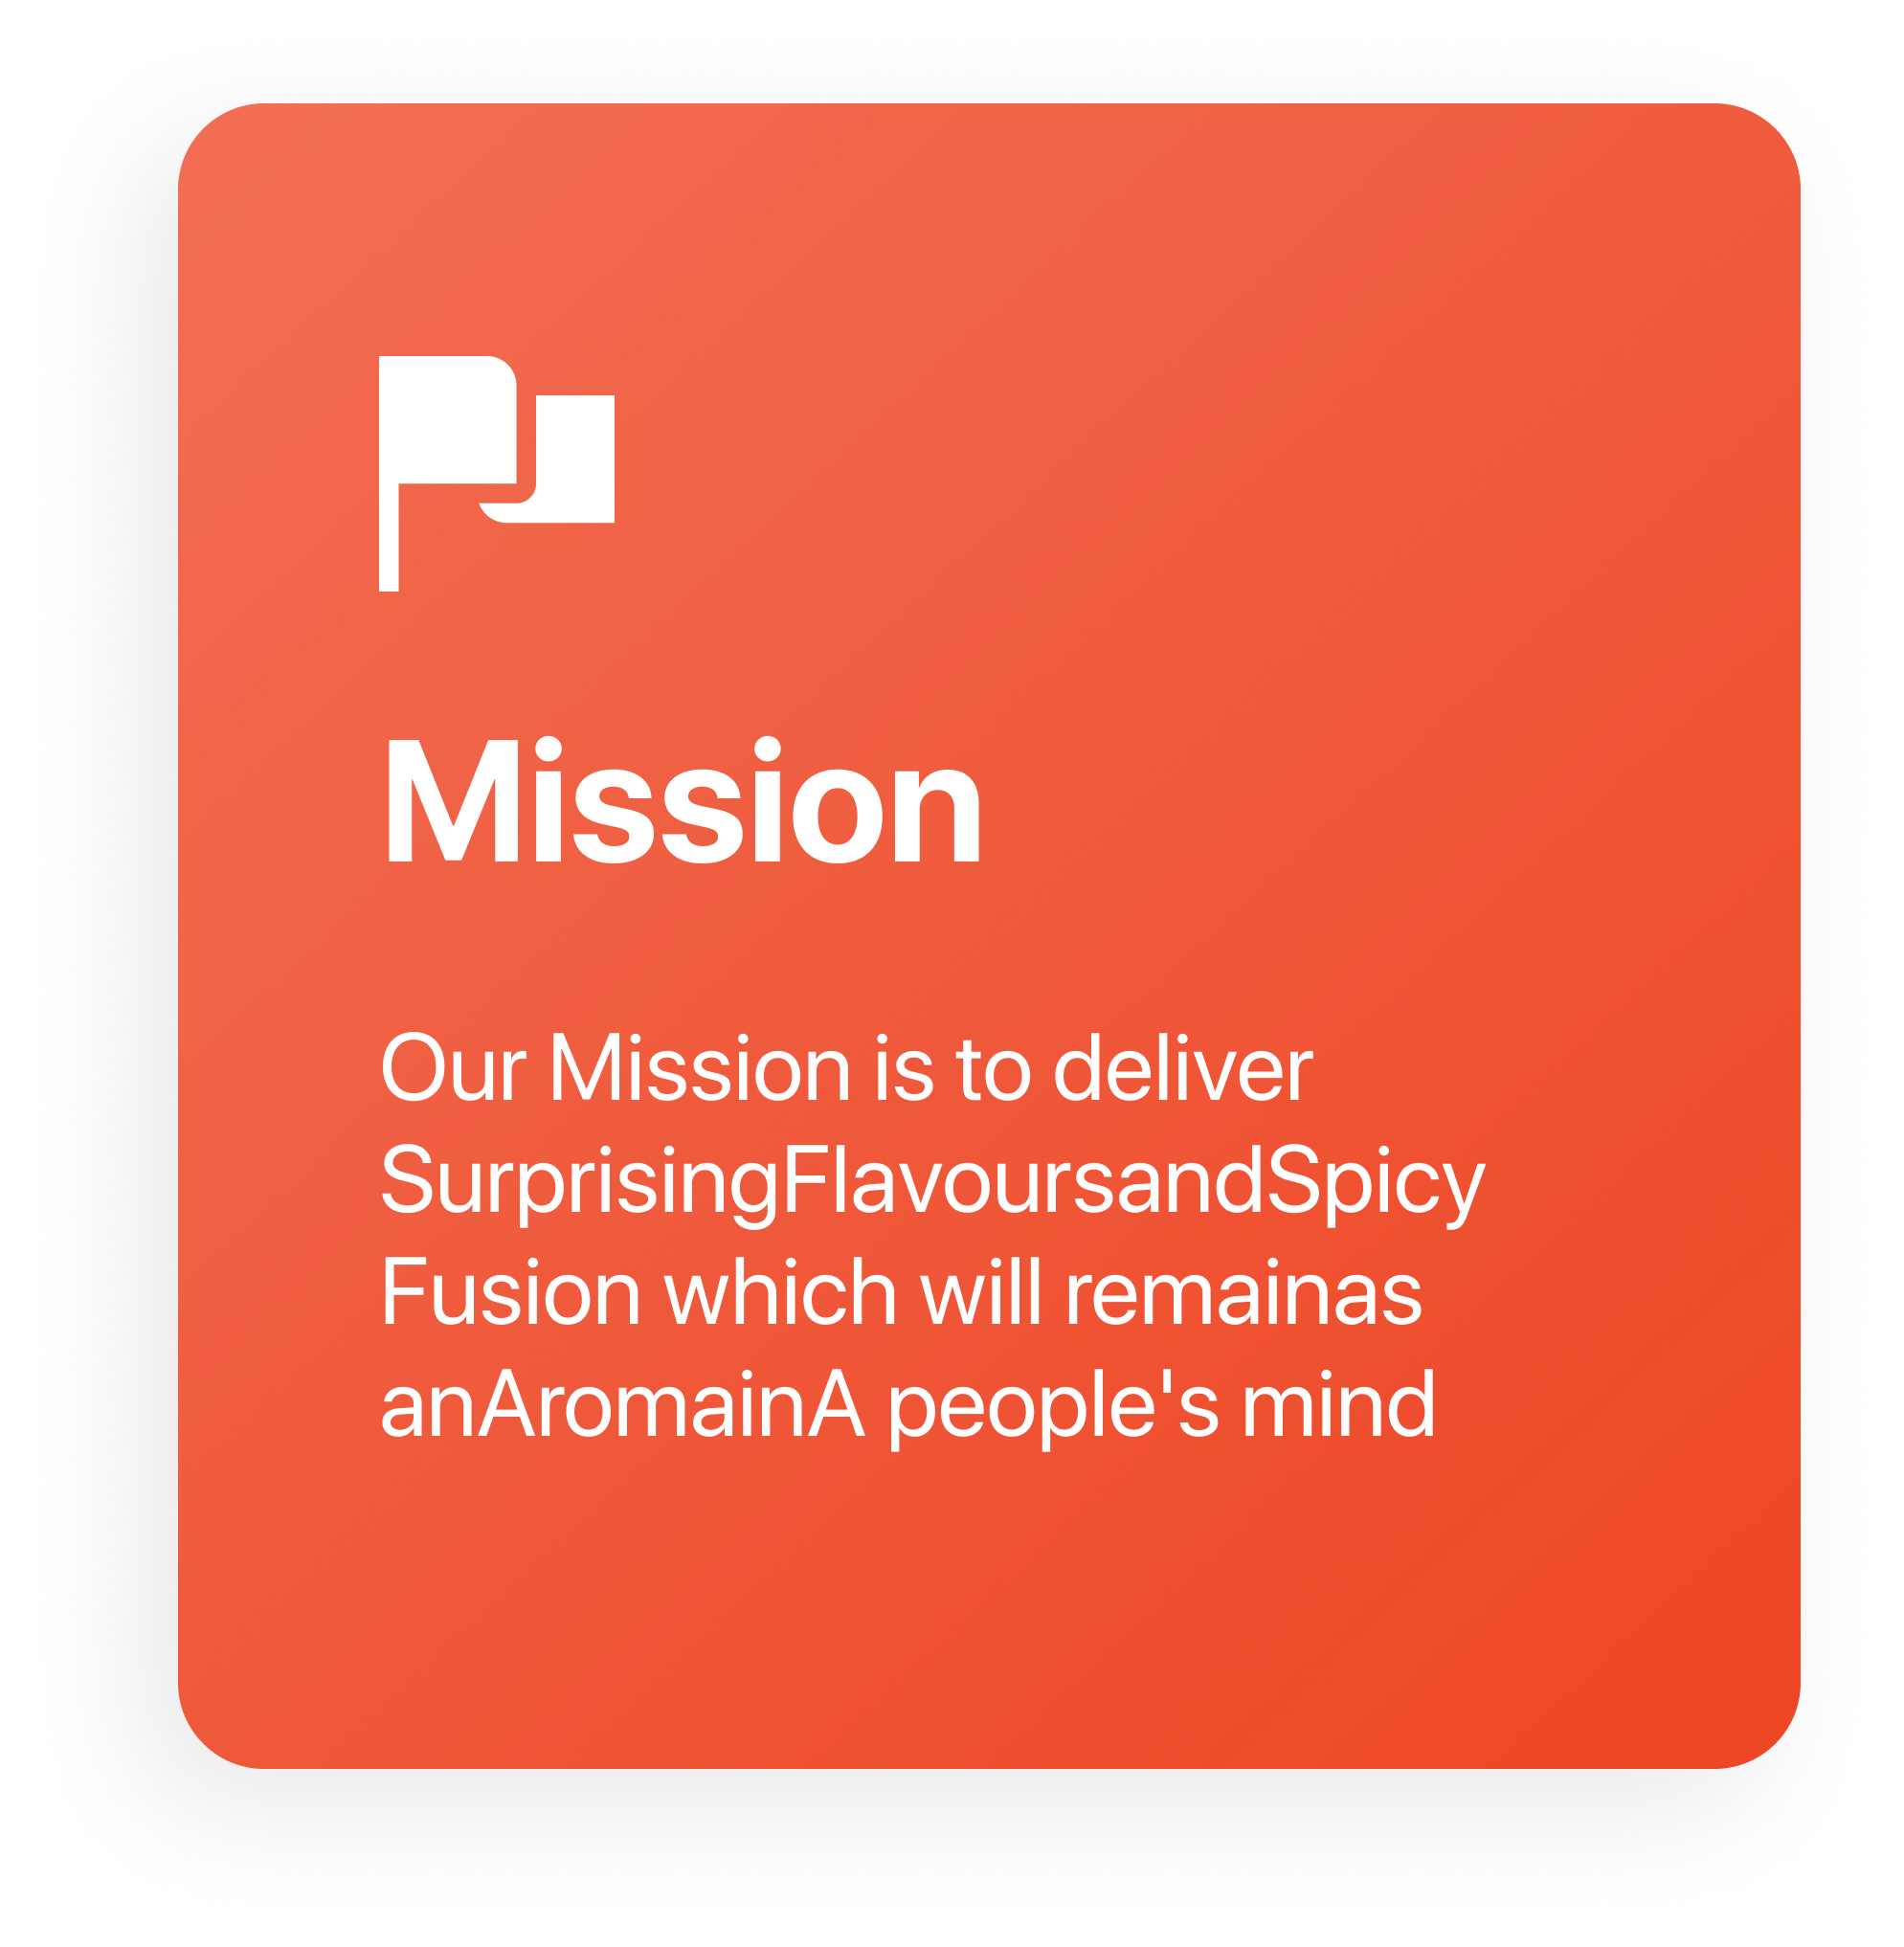 Mission
Our Mission is to deliver
SurprisingFlavoursandSpicy
Fusion which will remainas
anAromainA people's mind